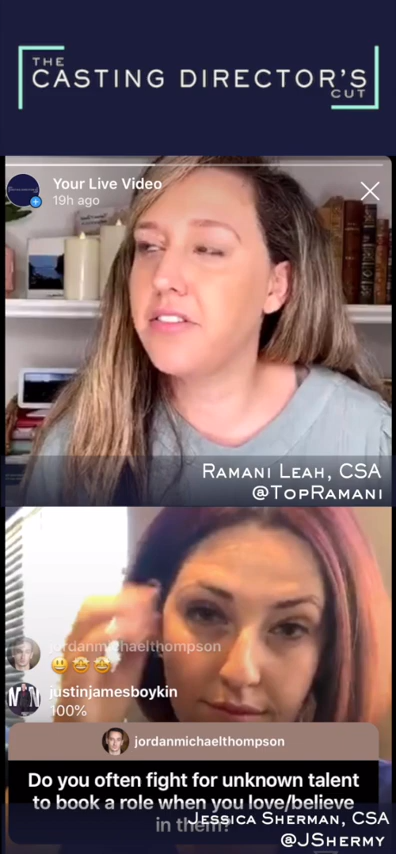 THE
CASTING DIRECTOR'S
CUT
Your Live Video
19h ago
RAMANI LEAH, CSA
@TOPRAMANI
jordanmichaelthompson
justinjamesboykin
100%
jordanmichaelthompson
Do you often fight for unknown talent
to book a role when you love/believe
in them?
JESSICA SHERMAN, CSA
@JSHERMY